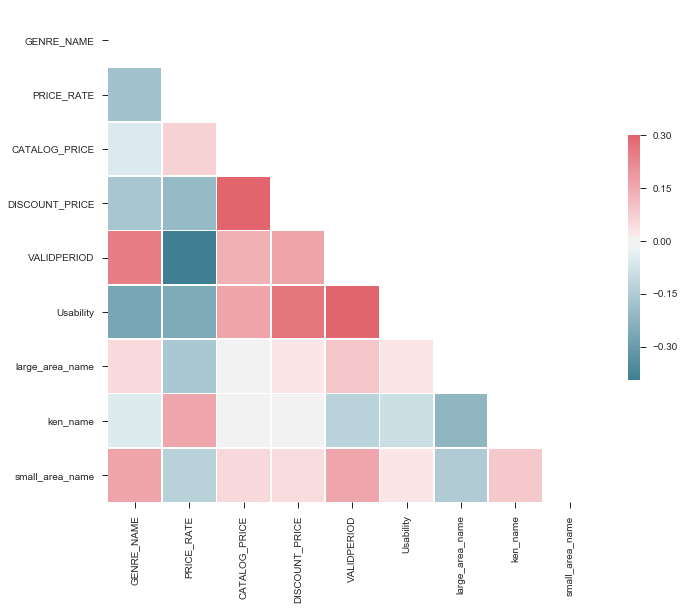 GENRE_NAME
PRICE_RATE
CATALOG_PRICE
DISCOUNT_PRICE
VALIDPERIOD
Usability
large_area_name
ken_name
small_area_name
GENRE_NAME
PRICE_RATE
CATALOG_PRICE
DISCOUNT_PRICE
VALIDPERIOD
Usability
large_area_name
ken_name
small_area_name
0.30
0.15
0.00
−0.15
−0.30